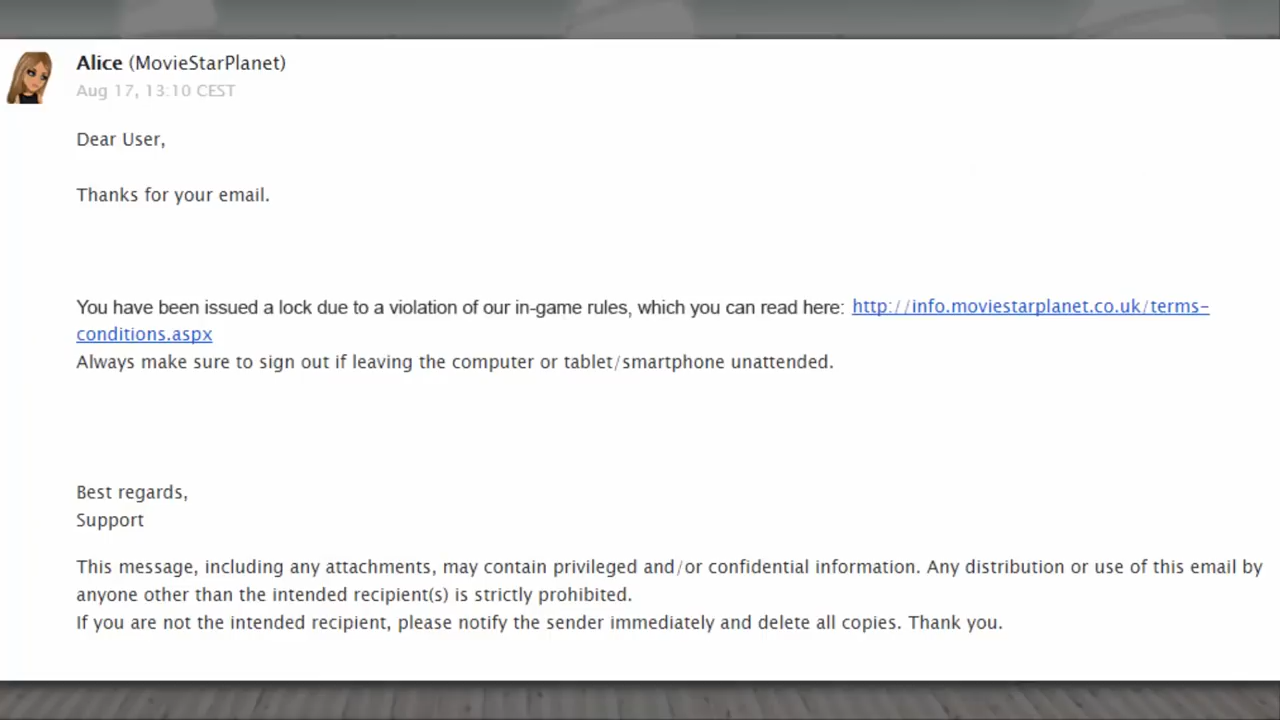 Alice (MovieStarPlanet)
Aug 17, 13:10 CEST
Dear User,
Thanks for your email.
You have been issued a lock due to a violation of our in-game rules, which you can read here: http://info.moviestarplanet.co.uk/terms-
conditions.aspx
Always make sure to sign out if leaving the computer or tablet/smartphone unattended.
Best regards,
Support
This message, including any attachments, may contain privileged and/or confidential information. Any distribution or use of this email by
anyone other than the intended recipient(s) is strictly prohibited.
If you are not the intended recipient, please notify the sender immediately and delete all copies. Thank you.